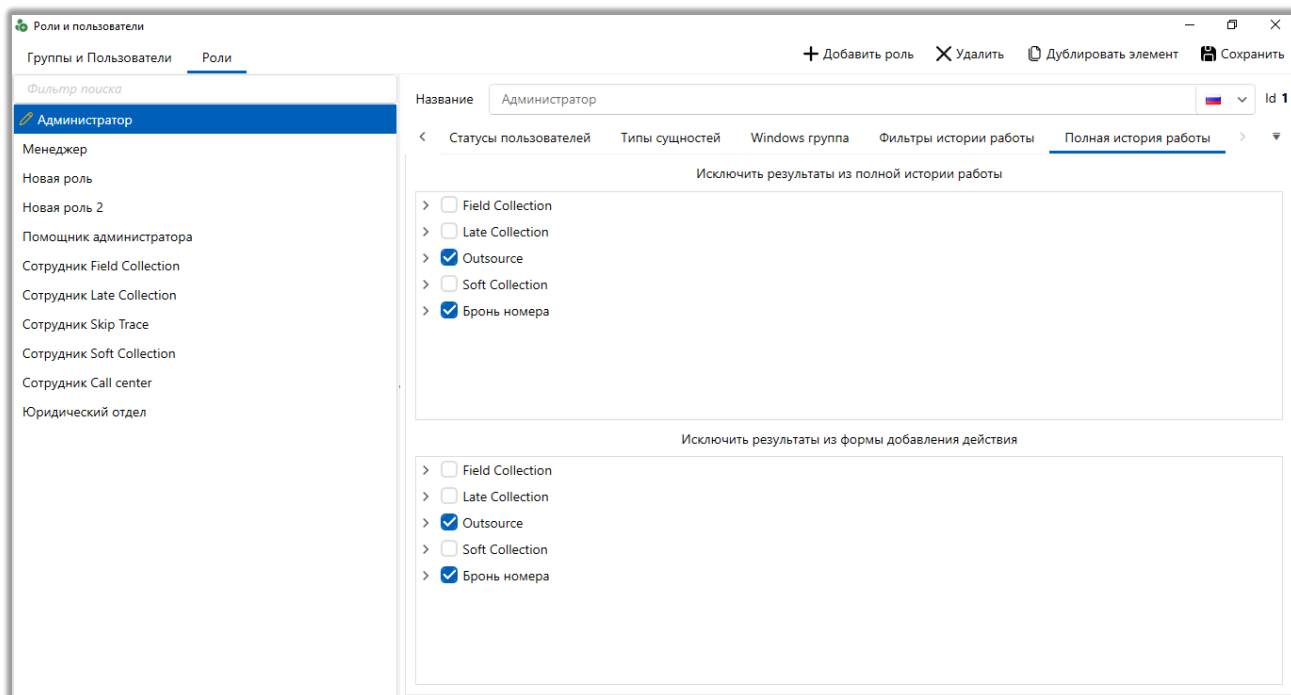 Роли и пользователи
Группы и Пользователи Роли
Добавить роль Удалить Дублировать элемент Сохранить
Фильтр поиска
Администратор
Менеджер
Новая роль
Новая роль 2
Помощник администратора
Сотрудник Field Collection
Сотрудник Late Collection
Сотрудник Skip Trace
Сотрудник Soft Collection
Сотрудник Call center
Юридический отдел
Название Администратор Id 1
Статусы пользователей Типы сущностей Windows группа Фильтры истории работы Полная история работы
Исключить результаты из полной истории работы
Field Collection
Late Collection
Outsource
Soft Collection
Бронь номера
Исключить результаты из формы добавления действия
Field Collection
Late Collection
Outsource
Soft Collection
Бронь номера